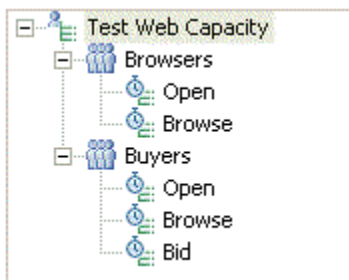 Test Web Capacity
Browsers
Open
Browse
Buyers
Open
Browse
Bid